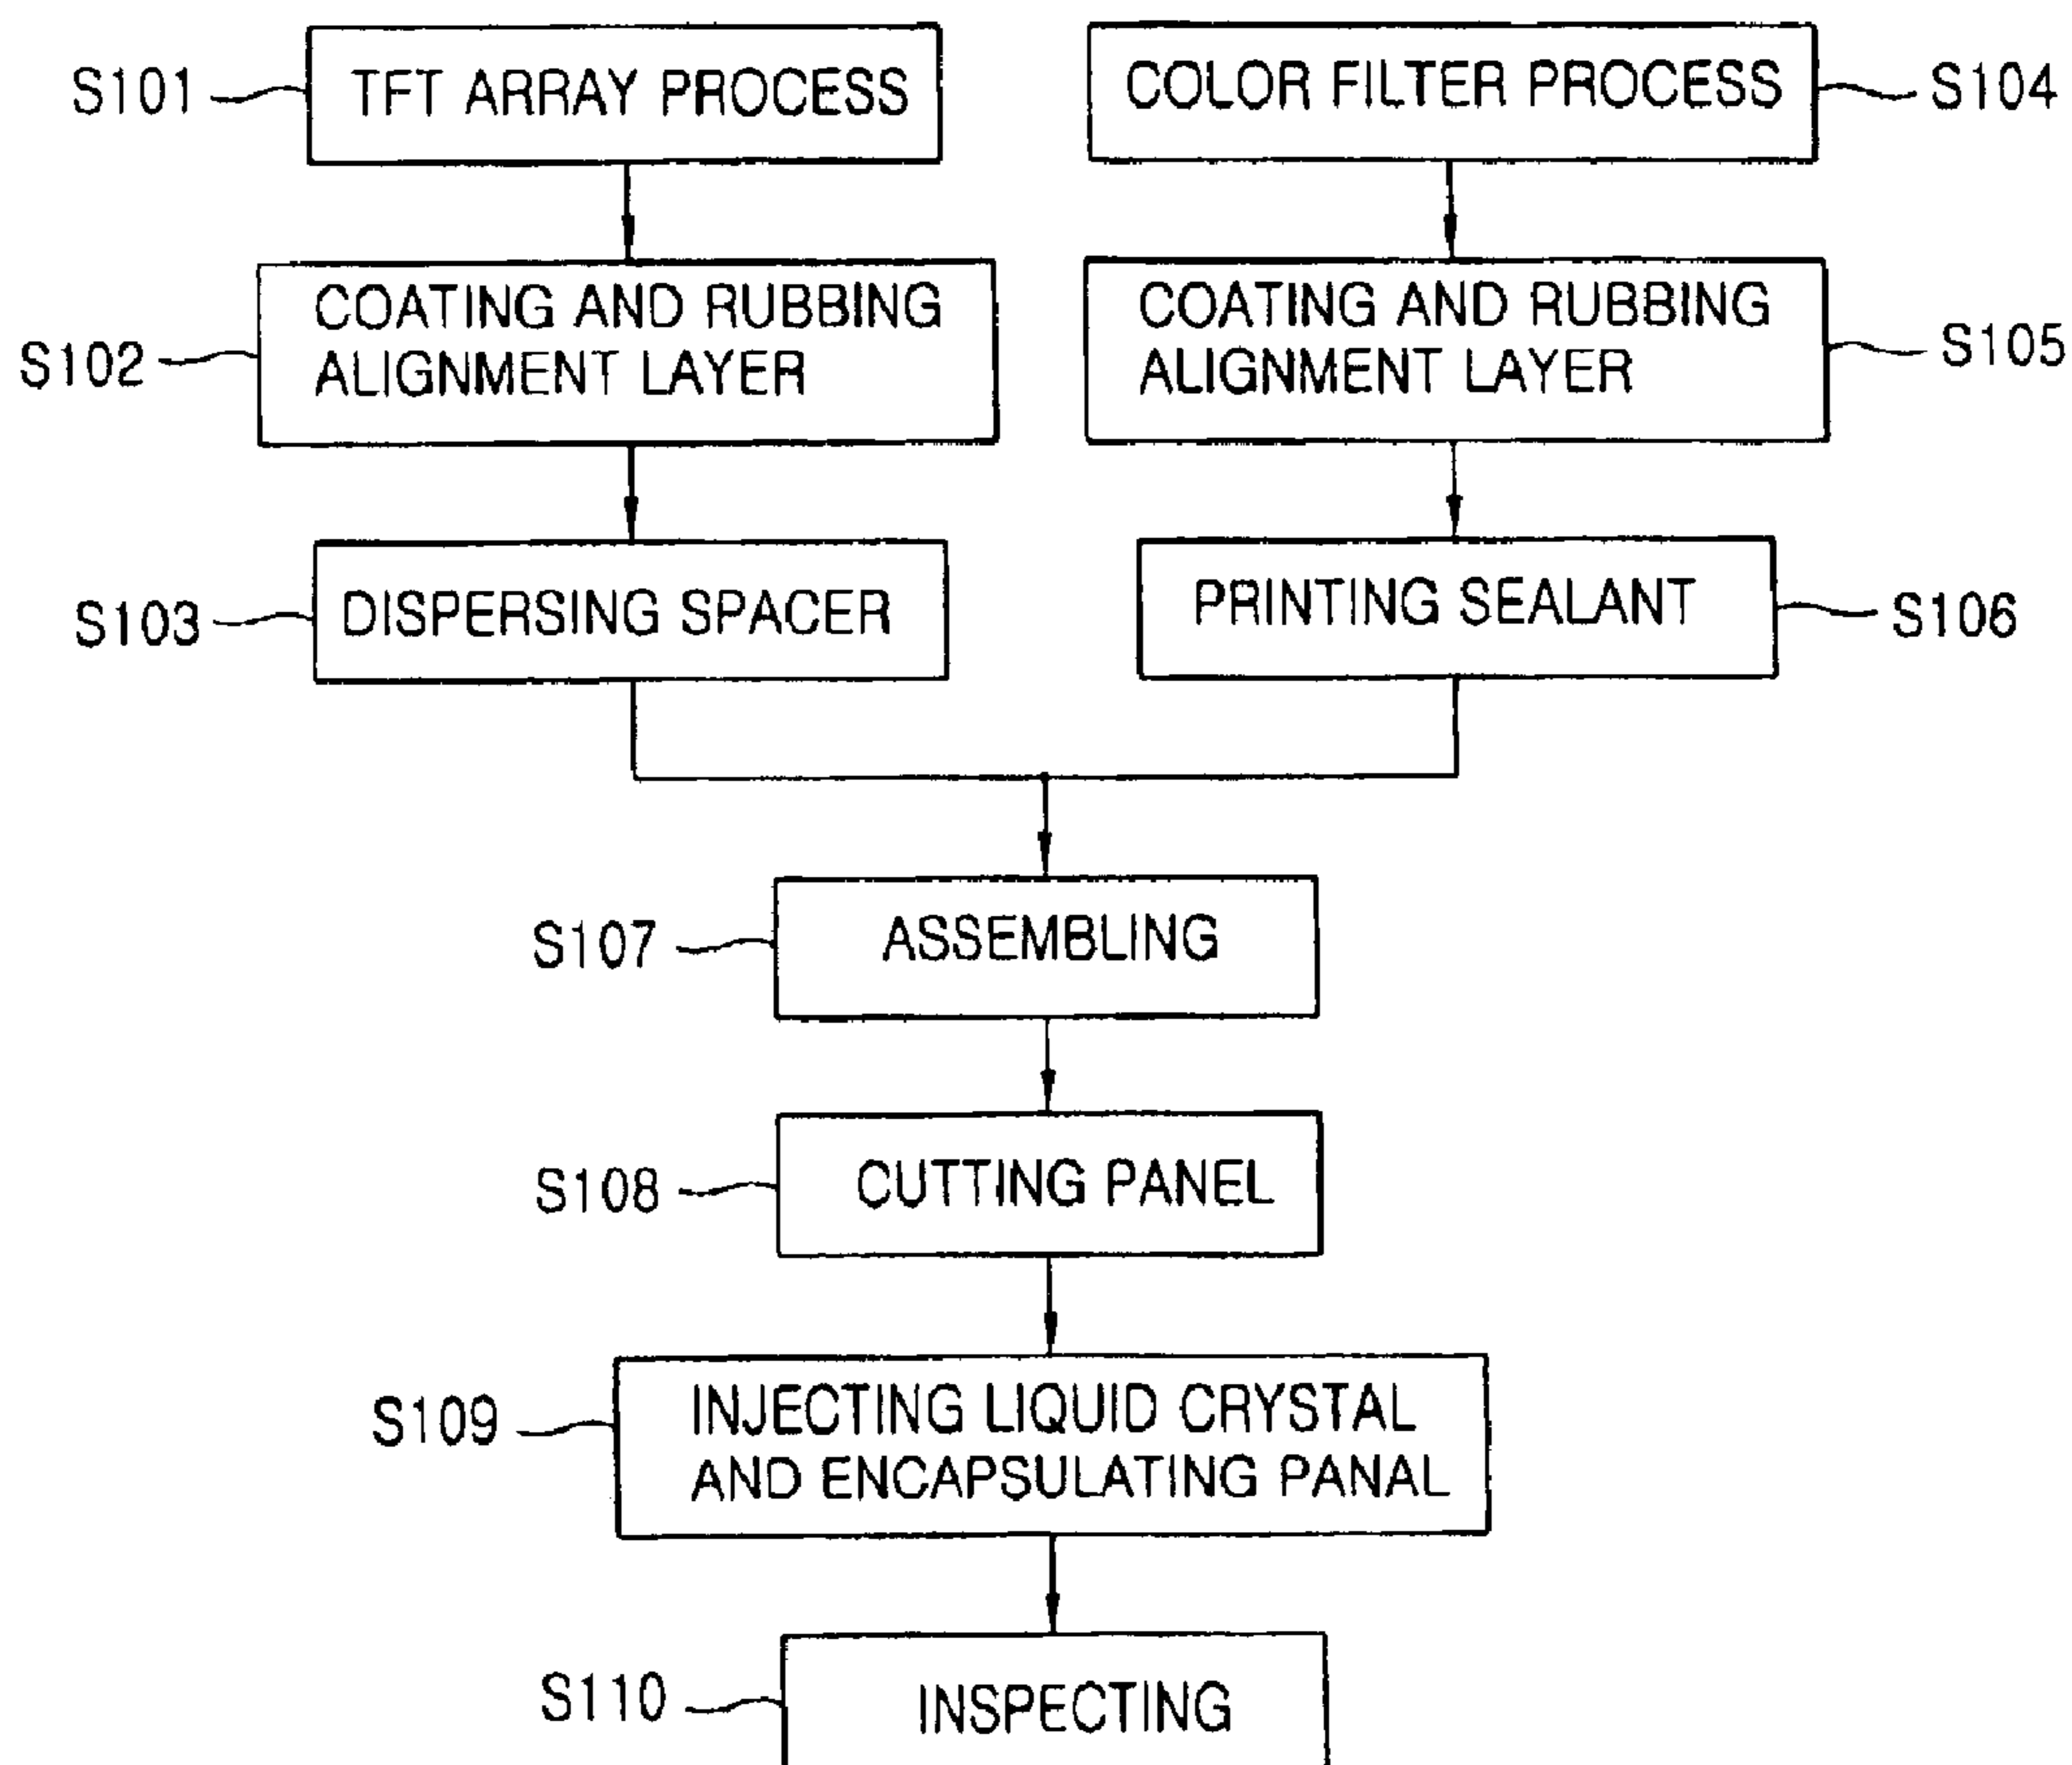 S101
TFT ARRAY PROCESS
COLOR FILTER PROCESS
S104
S102
COATING AND RUBBING
ALIGNMENT LAYER
COATING AND RUBBING
ALIGNMENT LAYER
S105
S103
DISPERSING SPACER
PRINTING SEALANT
S106
S107
ASSEMBLING
S108
CUTTING PANEL
S109
INJECTING LIQUID CRYSTAL
AND ENCAPSULATING PANAL
S110
INSPECTING